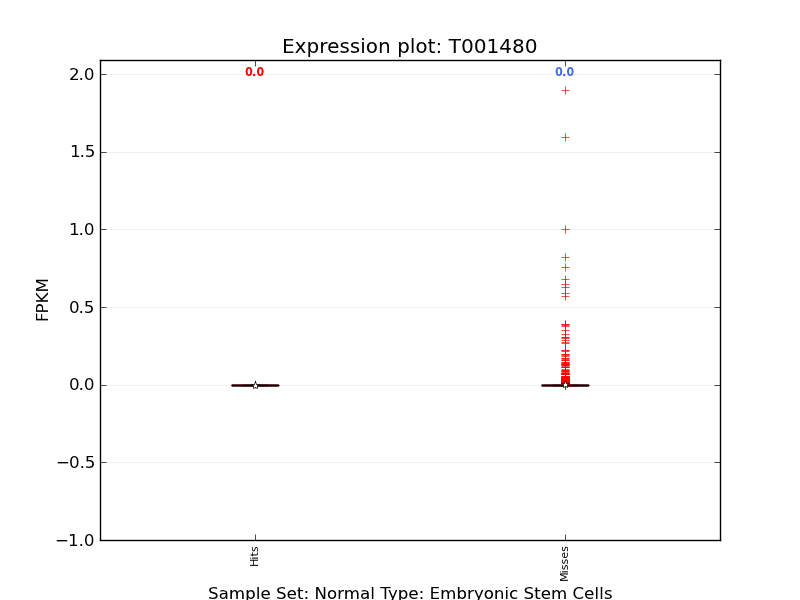 Expression plot: T001480
2.0
0.0
0.0
1.5
1.0
0.5
0.0
−0.5
−1.0
FPKM
Hits
Misses
Sample Set: Normal Type: Embryonic Stem Cells